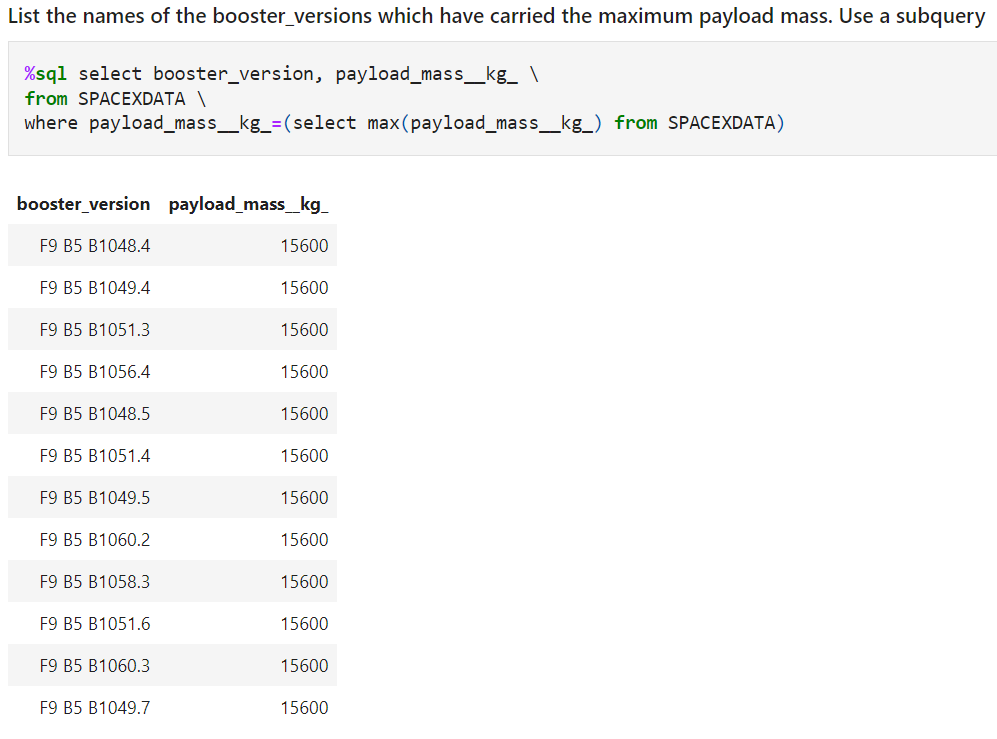 List the names of the booster_versions which have carried the maximum payload mass. Use a subquery
%sql select booster_version, payload_mass__kg_ \
from SPACEXDATA \
where payload_mass__kg_=(select max(payload_mass__kg_) from SPACEXDATA)
booster_version payload_mass__kg_
F9 B5 B1048.4 15600
F9 B5 B1049.4 15600
F9 B5 B1051.3 15600
F9 B5 B1056.4 15600
F9 B5 B1048.5 15600
F9 B5 B1051.4 15600
F9 B5 B1049.5 15600
F9 B5 B1060.2 15600
F9 B5 B1058.3 15600
F9 B5 B1051.6 15600
F9 B5 B1060.3 15600
F9 B5 B1049.7 15600